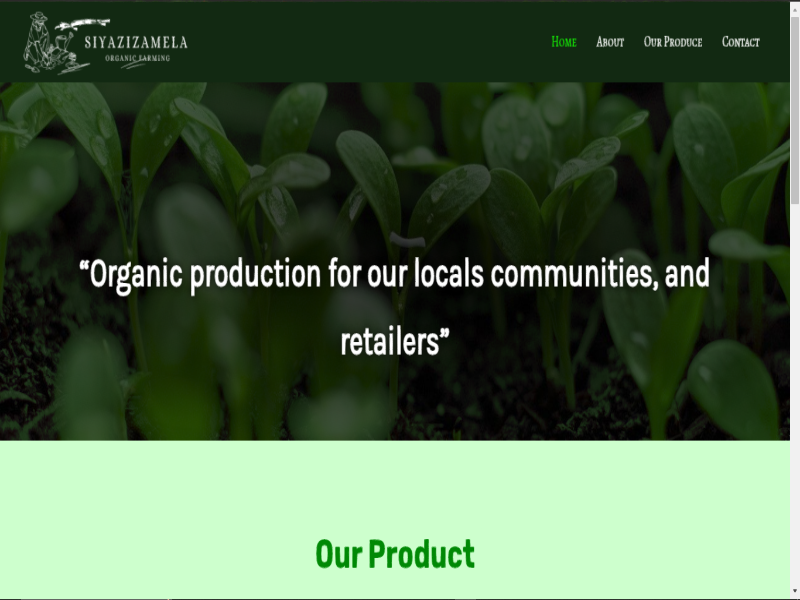 SIYAZIZAMELA
ORGANIC FARMING
Home About Our Produce Contact
“Organic production for our locals communities, and
retailers”
Our Product